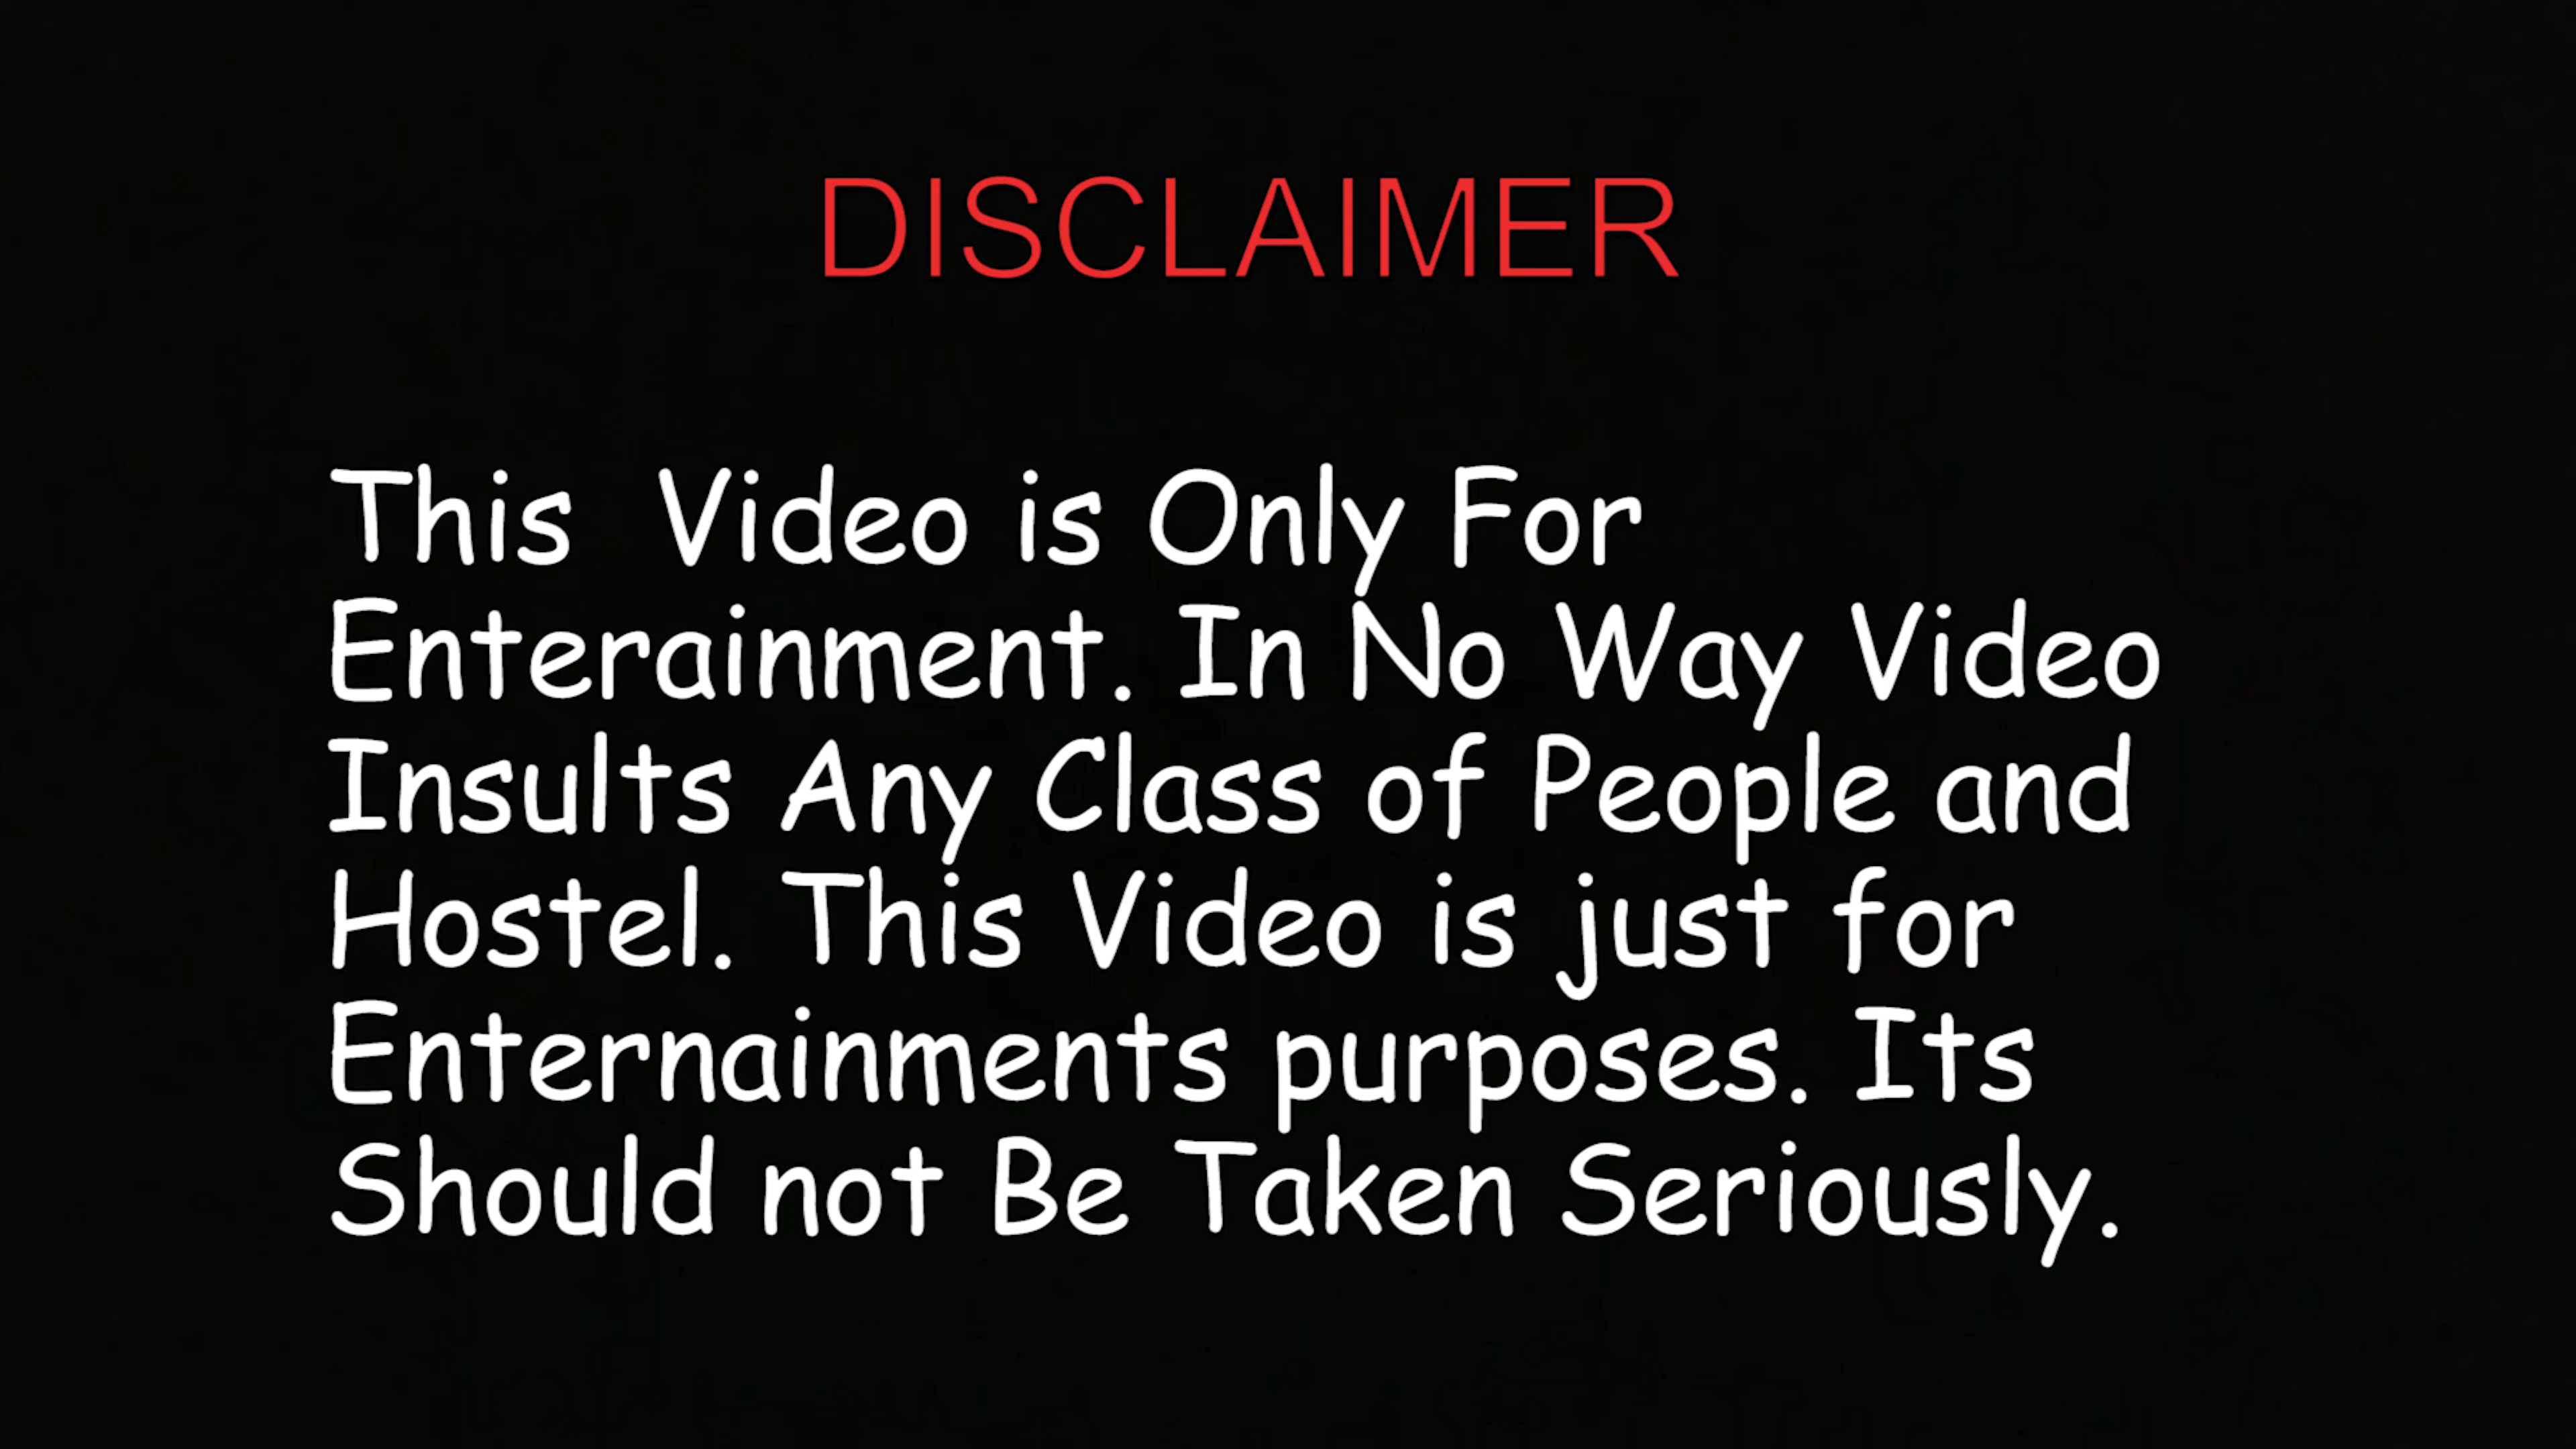 DISCLAIMER
This  Video is Only For
Enterainment. In No Way Video
Insults Any Class of People and
Hostel. This Video is just for
Enternainments purposes. Its
Should not Be Taken Seriously.